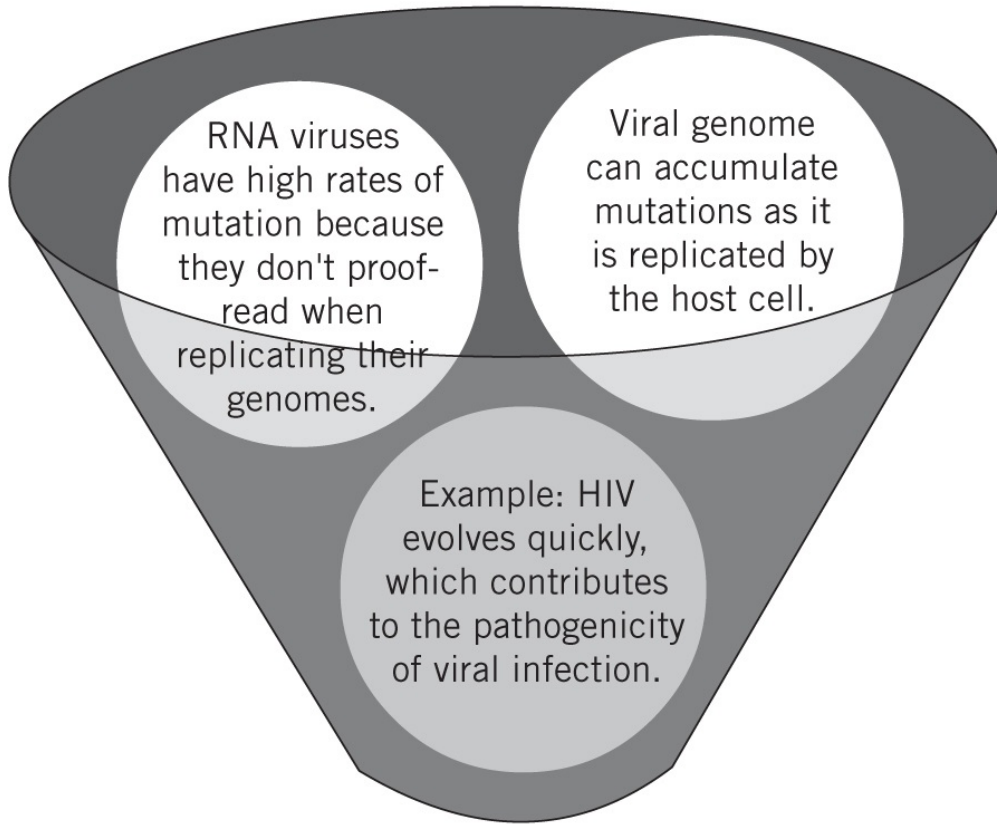 RNA viruses
have high rates of
mutation because
they don't proof-
read when
replicating their
genomes.
Viral genome
can accumulate
mutations as it
is replicated by
the host cell.
Example: HIV
evolves quickly,
which contributes
to the pathogenicity
of viral infection.